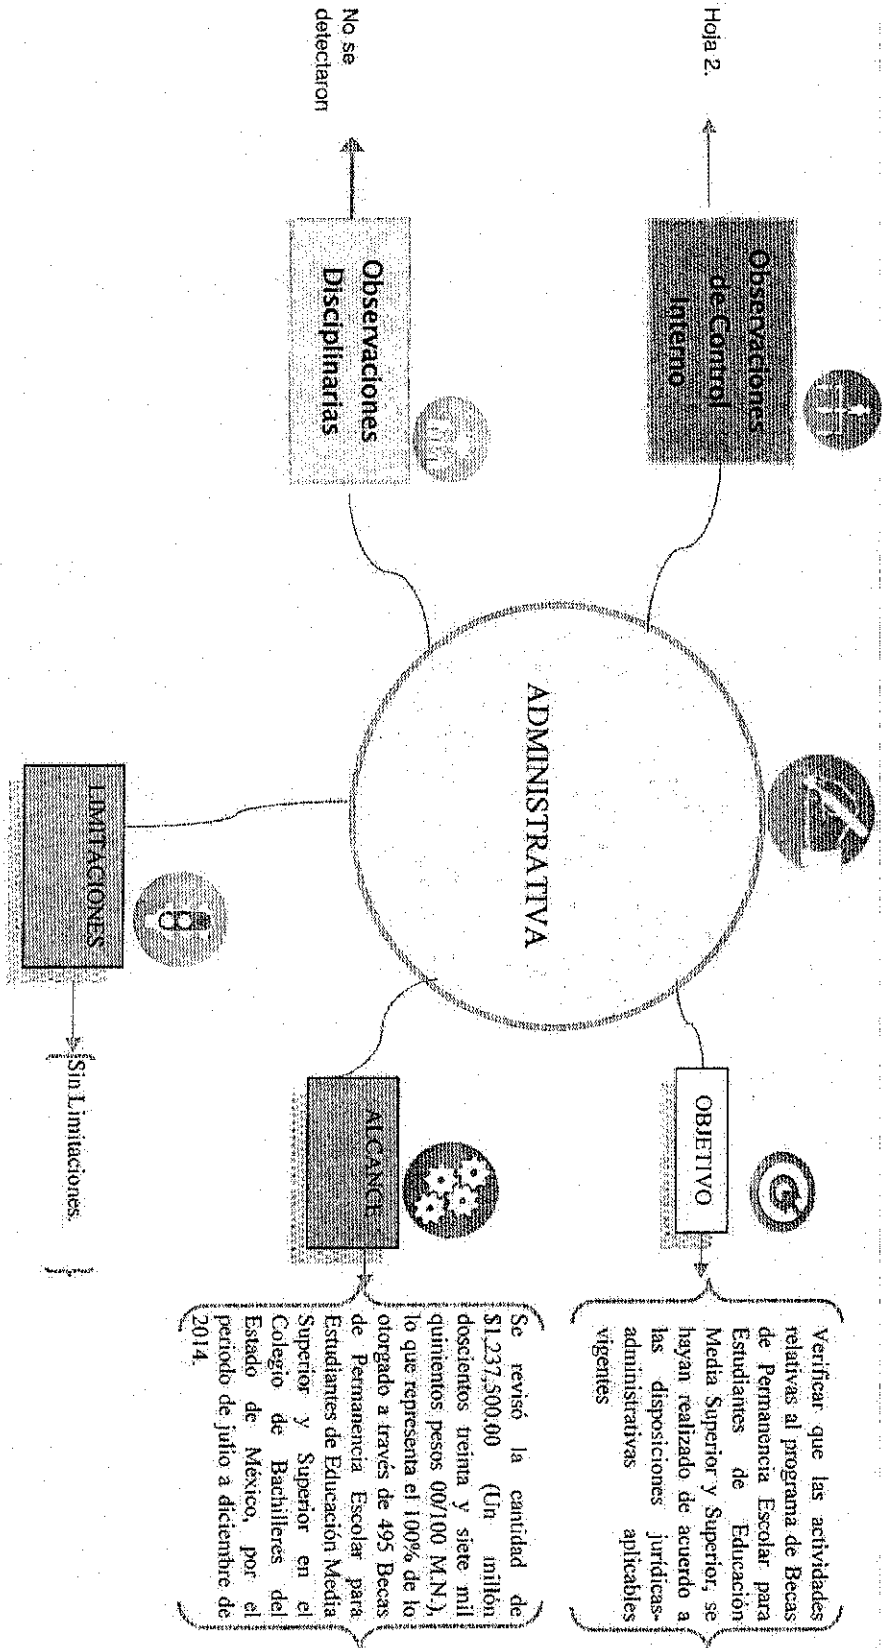 ADMINISTRATIVA
OBJETIVO
Verificar que las actividades
relativas al programa de Becas
de Permanencia Escolar para
Estudiantes de Educación
Media Superior y Superior, se
hayan realizado de acuerdo a
las disposiciones jurídicas-
administrativas aplicables
vigentes
ALCANCE
Se revisó la cantidad de
$1,237,500.00 (Un millón
doscientos treinta y siete mil
quinientos pesos 00/100 M.N.),
lo que representa el 100% de lo
otorgado a través de 495 Becas
de Permanencia Escolar para
Estudiantes de Educación Media
Superior y Superior en el
Colegio de Bachilleres del
Estado de México, por el
periodo de julio a diciembre de
2014.
LIMITACIONES
Sin Limitaciones.
Observaciones
de Control
Interno
Hoja 2.
Observaciones
Disciplinarias
No se
detectaron